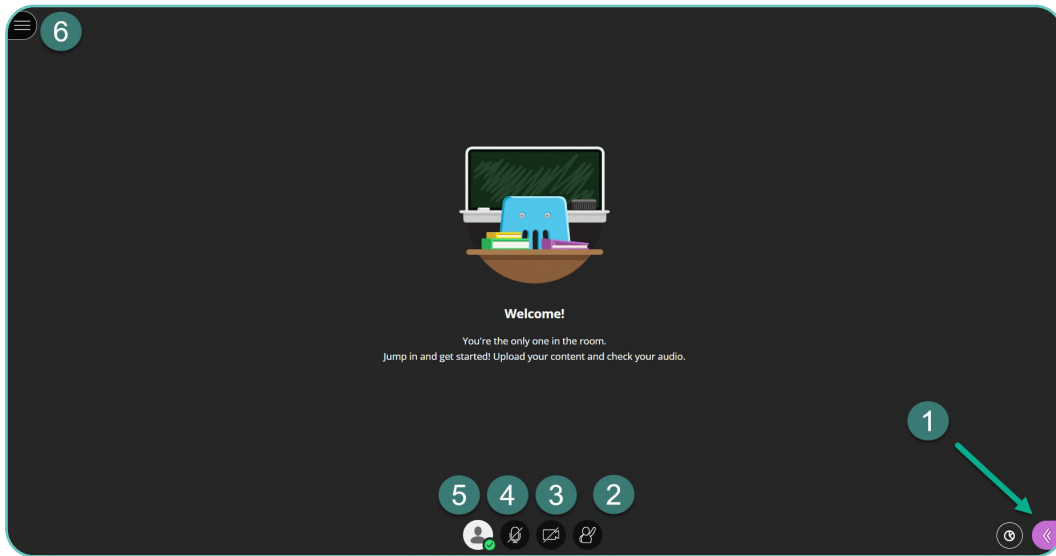 6
Welcome!
You're the only one in the room.
Jump in and get started! Upload your content and check your audio.
1
5 4 3 2